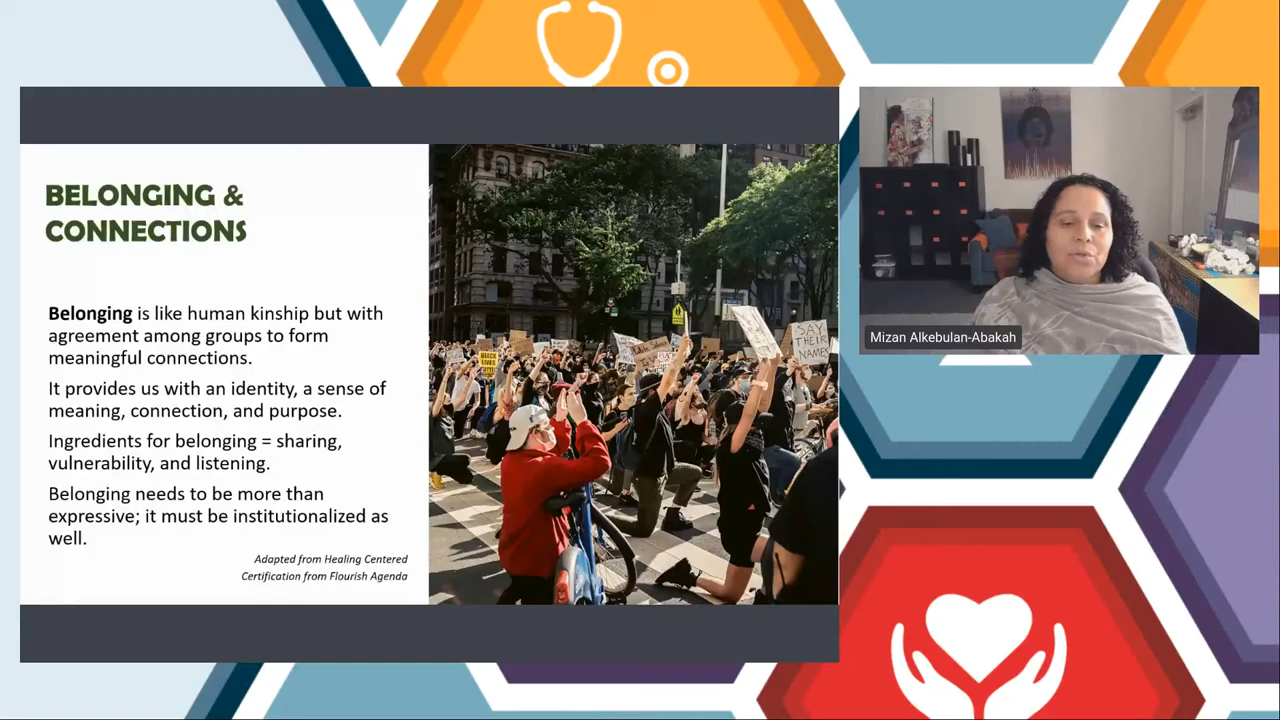 BELONGING &
CONNECTIONS
Belonging is like human kinship but with
agreement among groups to form
meaningful connections.
It provides us with an identity, a sense of
meaning, connection, and purpose.
Ingredients for belonging = sharing,
vulnerability, and listening.
Belonging needs to be more than
expressive; it must be institutionalized as
well.
Adapted from Healing Centered
Certification from Flourish Agenda
SAY
THEIR
NAMES
BLACK
LIVES
Mizan Alkebulan-Abakah